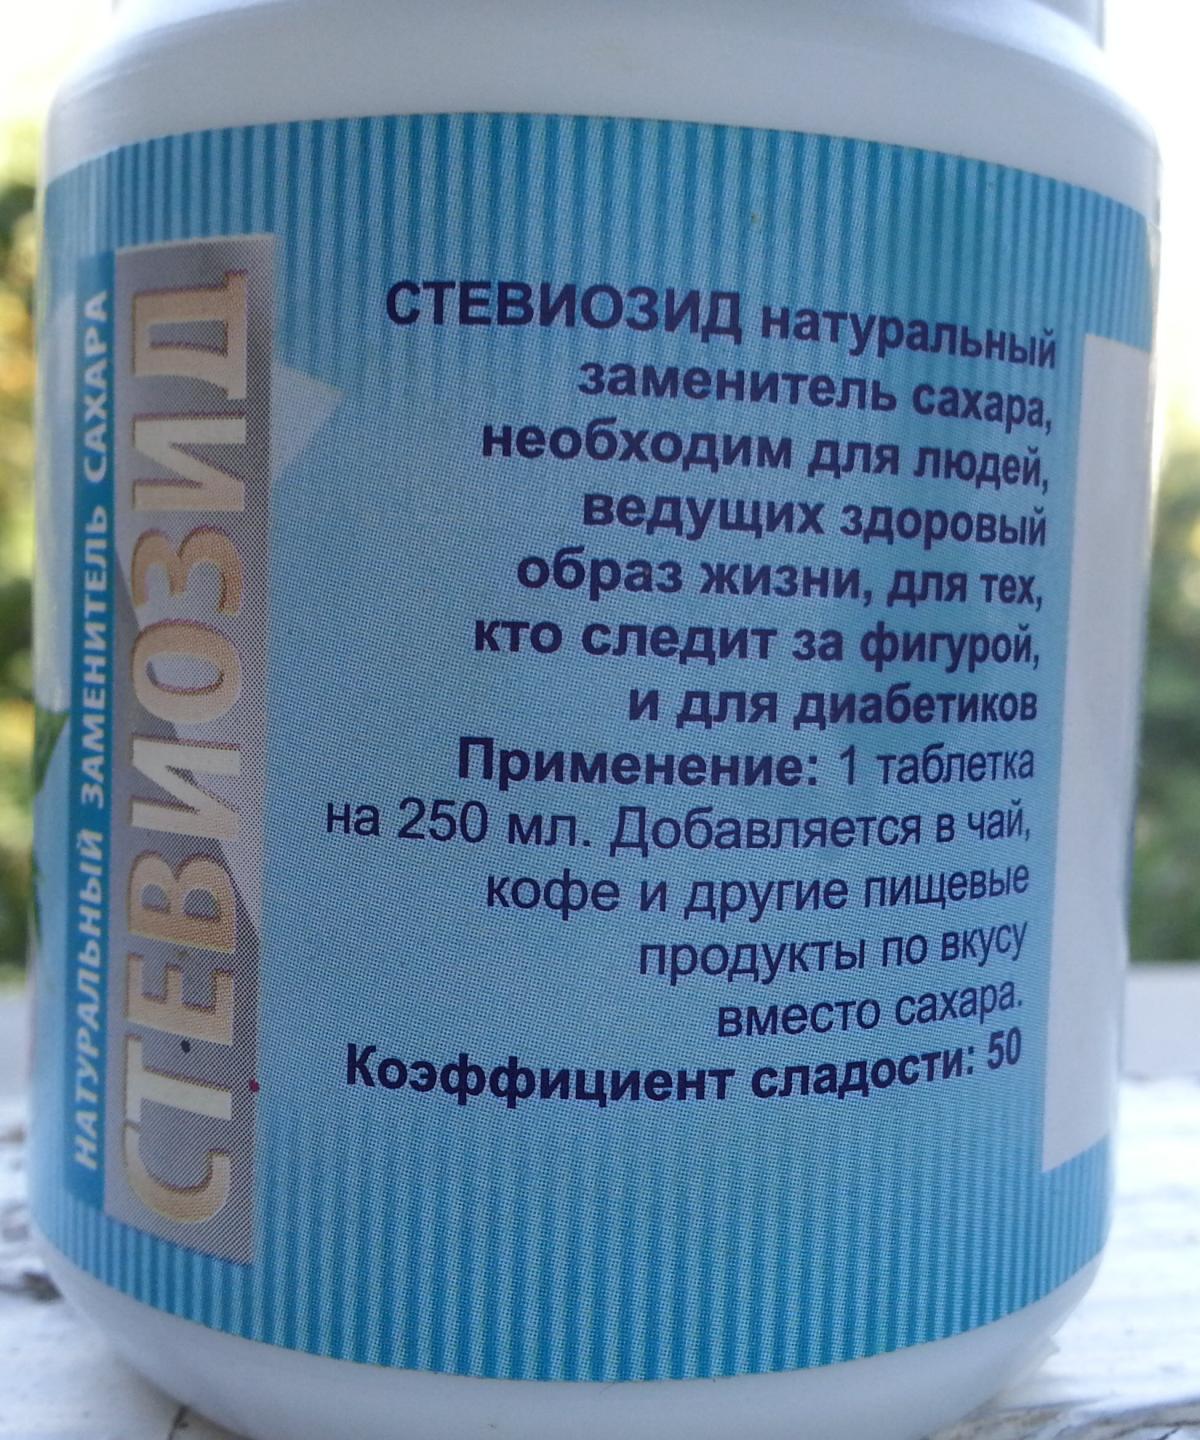 НАТУРАЛЬНЫЙ ЗАМЕНИТЕЛЬ САХАРА
СТЕВИОЗИД
СТЕВИОЗИД натуральный
заменитель сахара,
необходим для людей,
ведущих здоровый
образ жизни, для тех,
кто следит за фигурой,
и для диабетиков
Применение: 1 таблетка
на 250 мл. Добавляется в чай,
кофе и другие пищевые
продукты по вкусу
вместо сахара.
Коэффициент сладости: 50